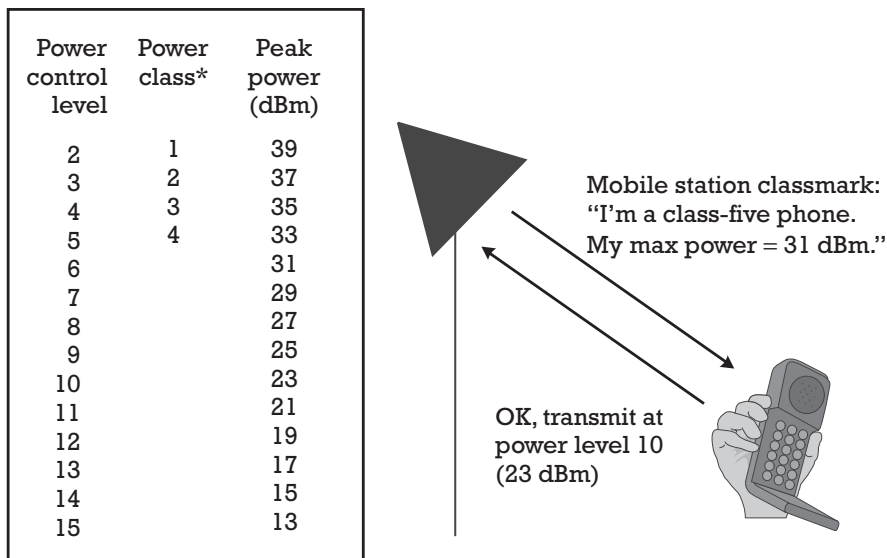 Power Power Peak
control class* power
level (dBm)
2 1 39
3 2 37
4 3 35
5 4 33
6 31
7 29
8 27
9 25
10 23
11 21
12 19
13 17
14 15
15 13
Mobile station classmark:
“I’m a class-five phone.
My max power = 31 dBm.”
OK, transmit at
power level 10
(23 dBm)